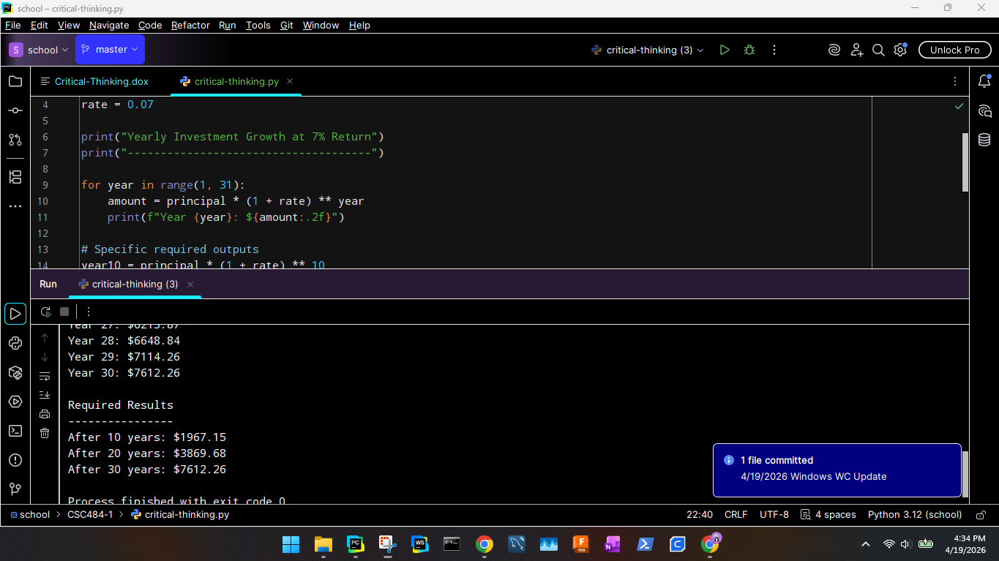 school – critical-thinking.py
File Edit View Navigate Code Refactor Run Tools Git Window Help
S school master critical-thinking (3) Unlock Pro
Critical-Thinking.dox critical-thinking.py
4 rate = 0.07
5
6 print("Yearly Investment Growth at 7% Return")
7 print("-------------------------------------")
8
9 for year in range(1, 31):
10 amount = principal * (1 + rate) ** year
11 print(f"Year {year}: ${amount:.2f}")
12
13 # Specific required outputs
14 year10 = principal * (1 + rate) ** 10
Run critical-thinking (3)
Year 27: $6213.87
Year 28: $6648.84
Year 29: $7114.26
Year 30: $7612.26
Required Results
----------------
After 10 years: $1967.15
After 20 years: $3869.68
After 30 years: $7612.26
1 file committed
4/19/2026 Windows WC Update
Process finished with exit code 0
school > CSC484-1 > critical-thinking.py 22:40 CRLF UTF-8 4 spaces Python 3.12 (school)
4:34 PM
4/19/2026